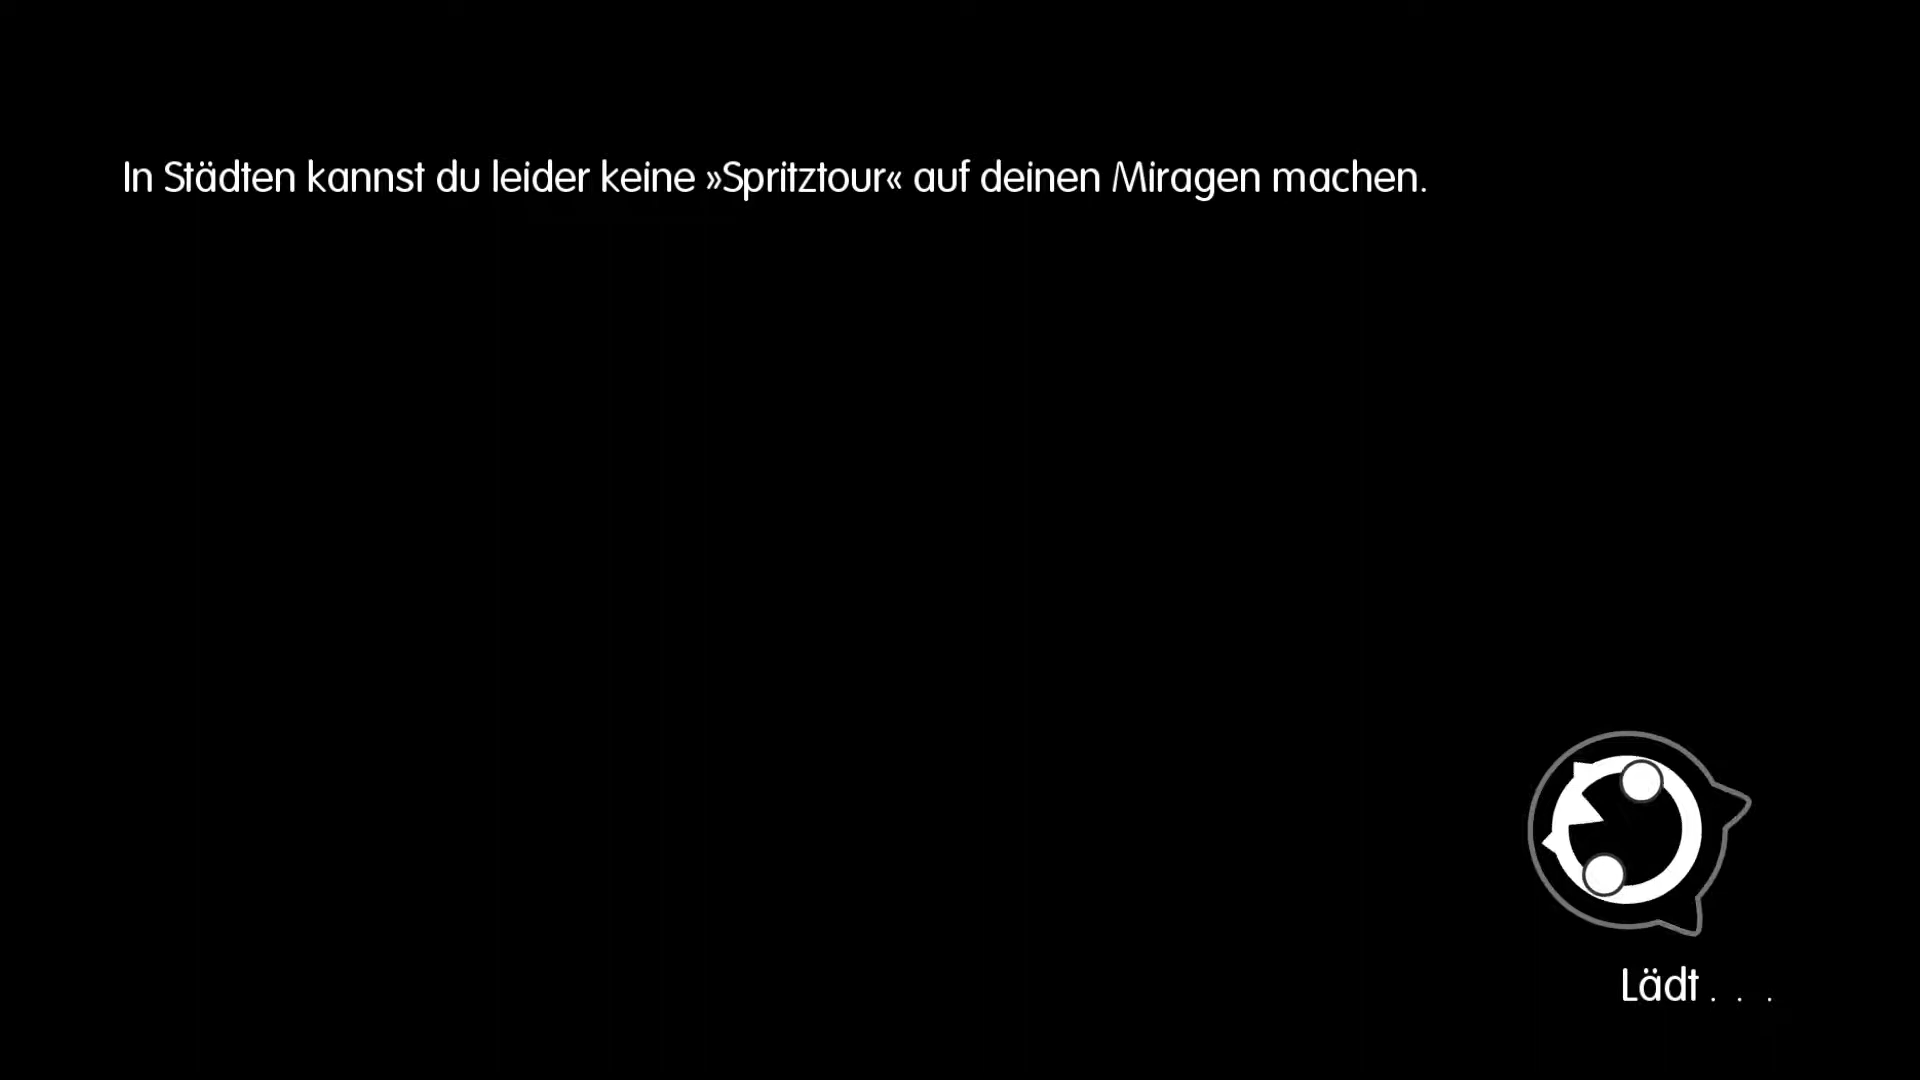 In Städten kannst du leider keine »Spritztour« auf deinen Miragen machen.
Lädt . . .